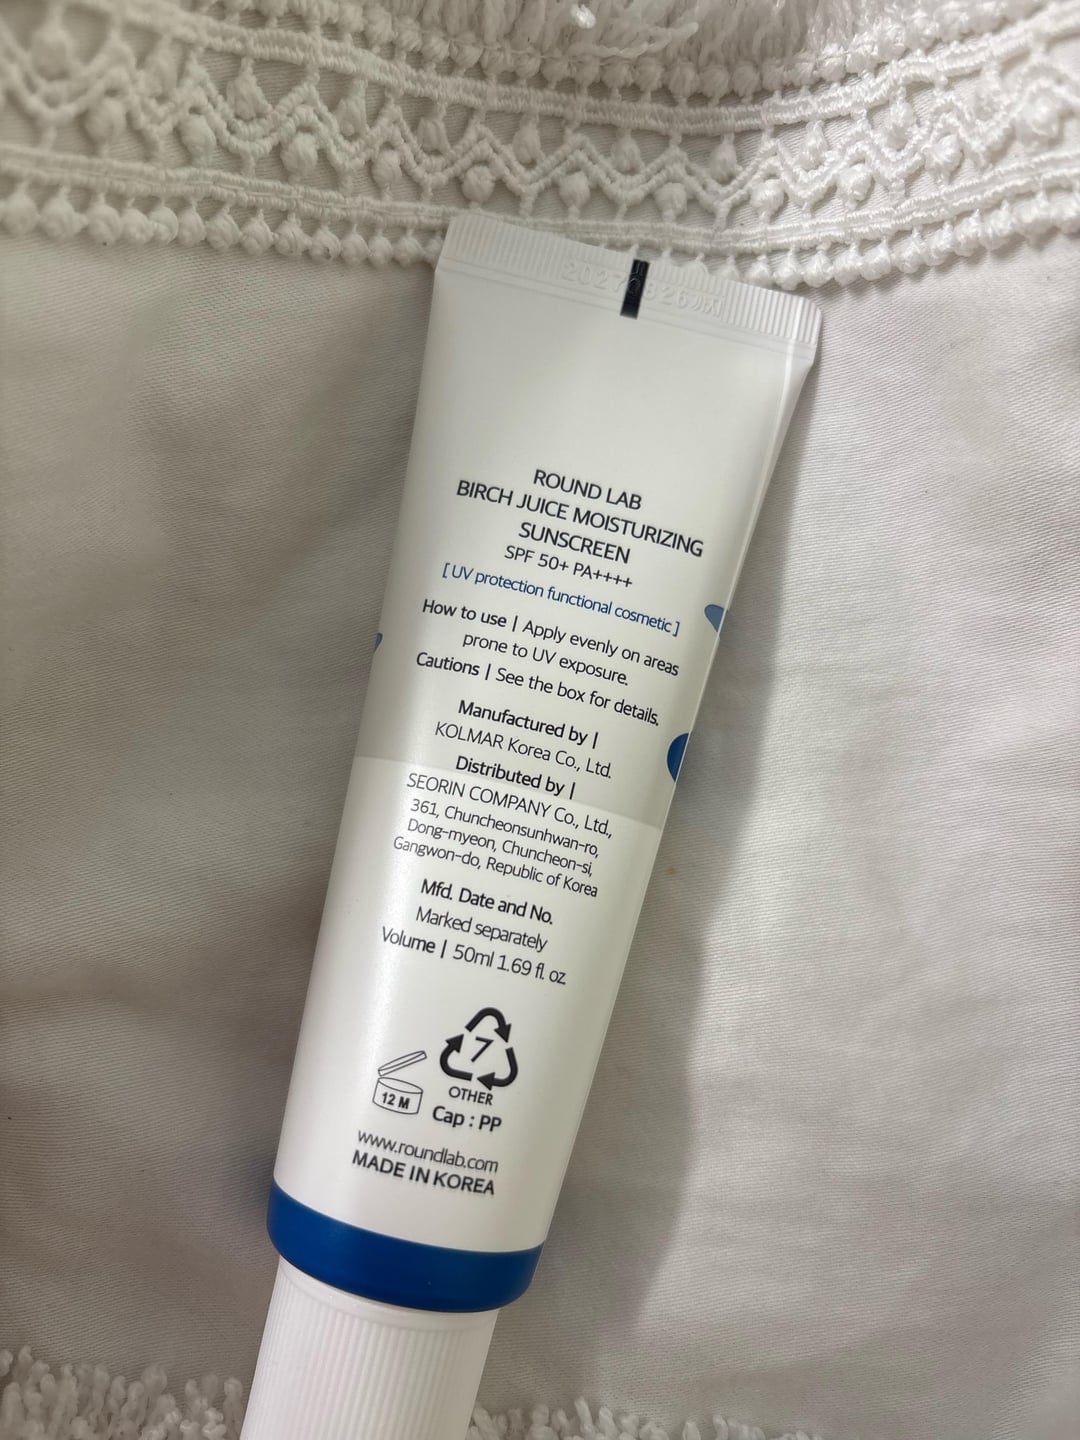 ROUND LAB
BIRCH JUICE MOISTURIZING
SUNSCREEN
SPF 50+ PA++++
[ UV protection functional cosmetic ]
How to use | Apply evenly on areas
prone to UV exposure.
Cautions | See the box for details.
Manufactured by |
KOLMAR Korea Co., Ltd.
Distributed by |
SEORIN COMPANY Co., Ltd.,
361, Chuncheonsunhwan-ro,
Dong-myeon, Chuncheon-si,
Gangwon-do, Republic of Korea
Mfd. Date and No.
Marked separately
Volume | 50ml 1.69 fl. oz
7
OTHER
12 M
Cap : PP
www.roundlab.com
MADE IN KOREA